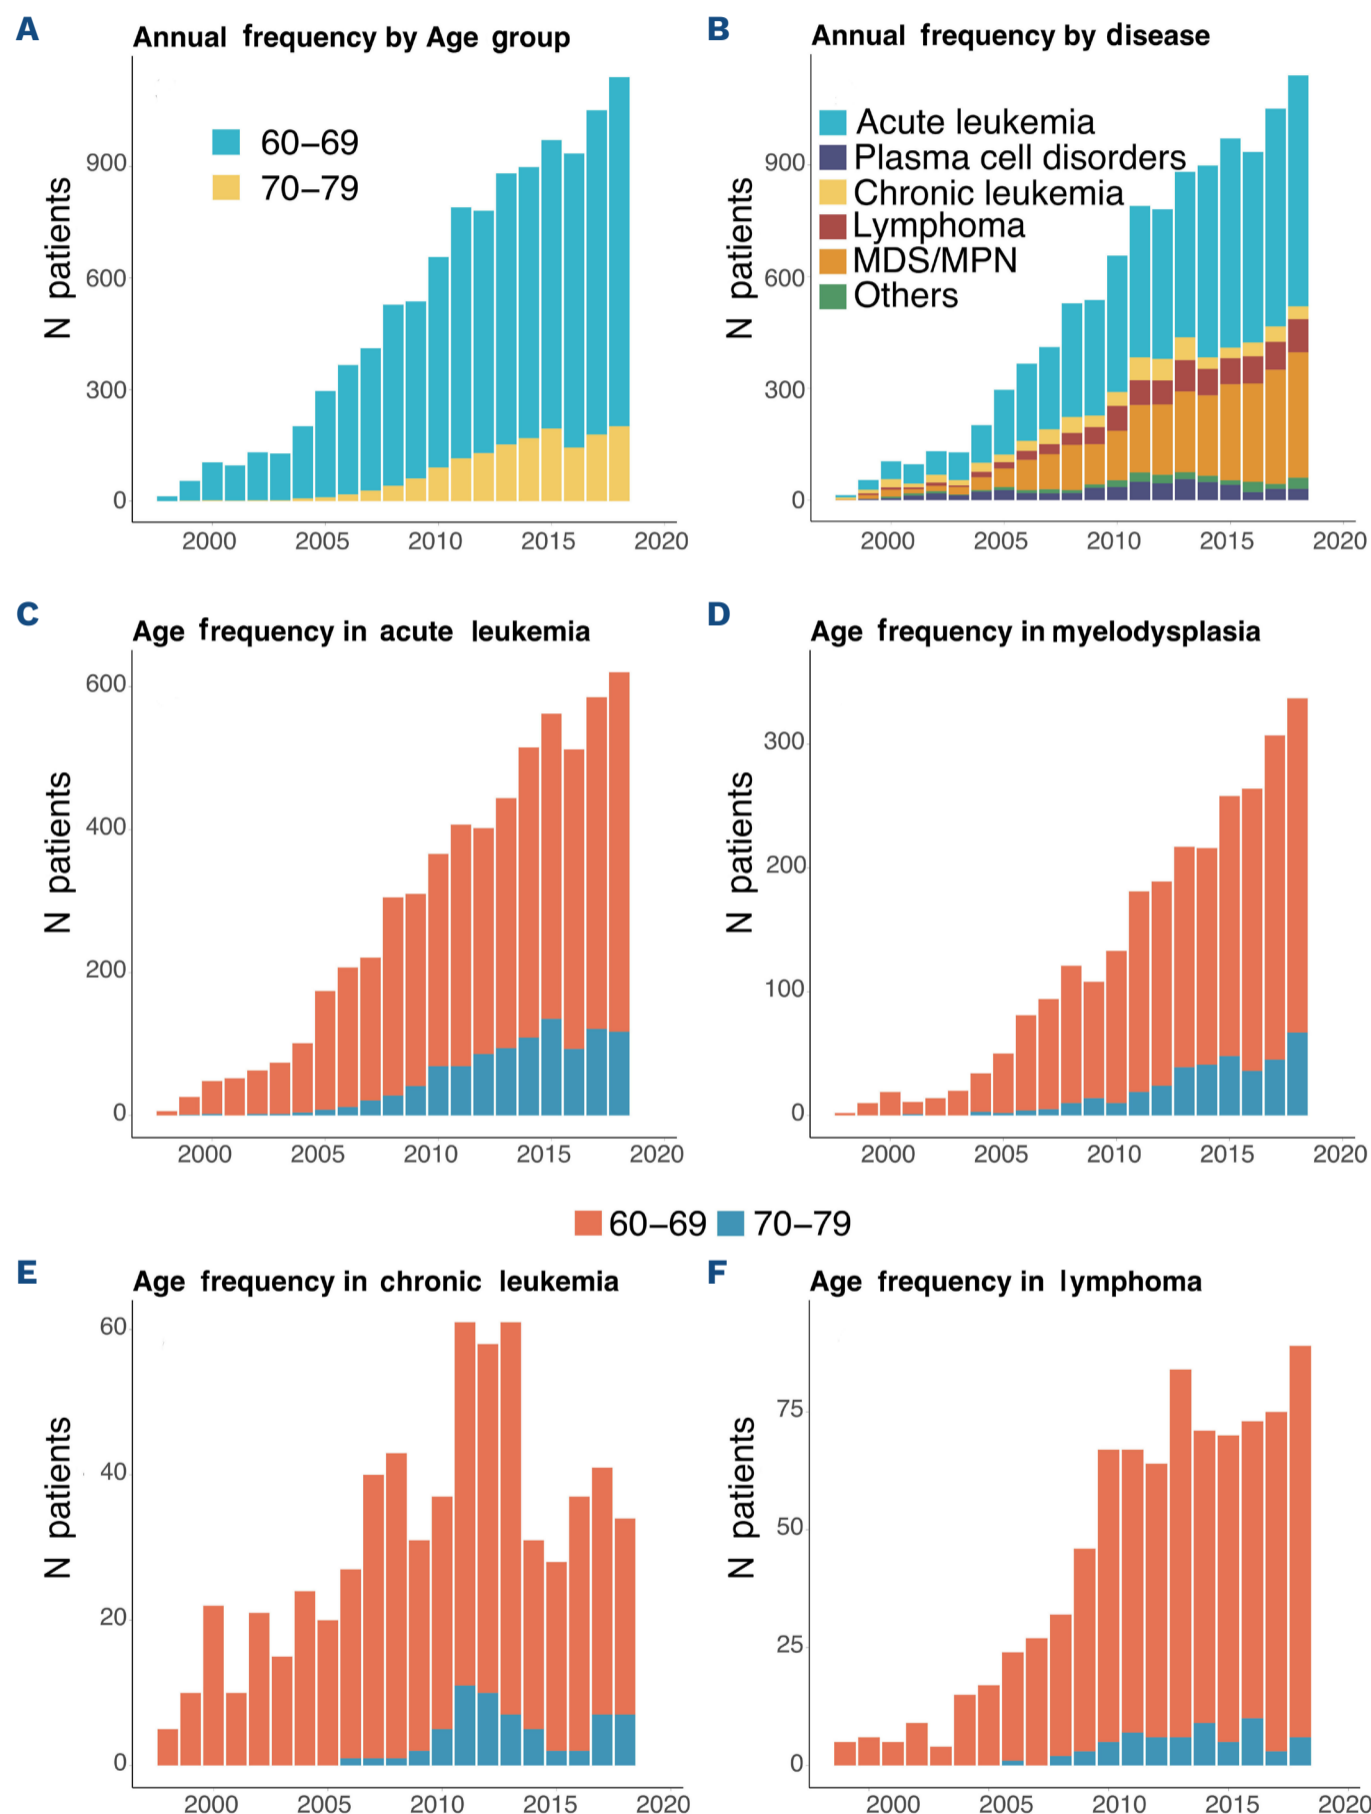 A
Annual frequency by Age group
N patients
900
600
300
0
60–69
70–79
2000 2005 2010 2015 2020
B
Annual frequency by disease
N patients
900
600
300
0
Acute leukemia
Plasma cell disorders
Chronic leukemia
Lymphoma
MDS/MPN
Others
2000 2005 2010 2015 2020
C
Age frequency in acute leukemia
N patients
600
400
200
0
2000 2005 2010 2015 2020
D
Age frequency in myelodysplasia
N patients
300
200
100
0
2000 2005 2010 2015 2020
60–69 70–79
E
Age frequency in chronic leukemia
N patients
60
40
20
0
2000 2005 2010 2015 2020
F
Age frequency in lymphoma
N patients
75
50
25
0
2000 2005 2010 2015 2020